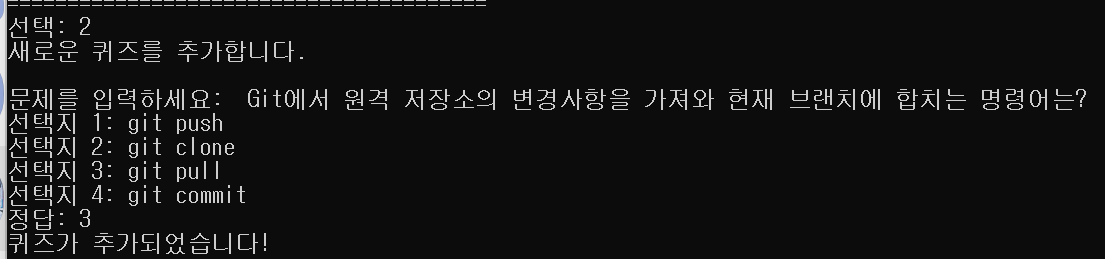 ========================================
선택: 2
새로운 퀴즈를 추가합니다.
문제를 입력하세요:  Git에서 원격 저장소의 변경사항을 가져와 현재 브랜치에 합치는 명령어는?
선택지 1: git push
선택지 2: git clone
선택지 3: git pull
선택지 4: git commit
정답: 3
퀴즈가 추가되었습니다!